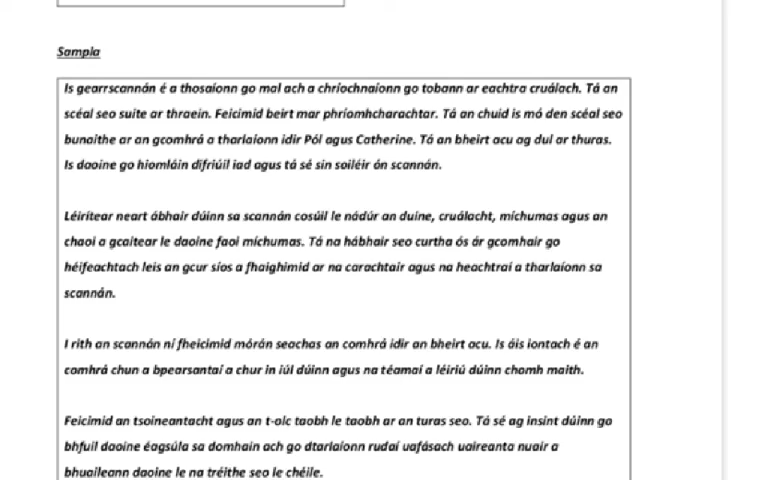 Sampla
Is gearrscannán é a thosaíonn go mal ach a chríochnaíonn go tobann ar eachtra cruálach. Tá an
scéal seo suite ar thraein. Feicimid beirt mar phríomhcharachtar. Tá an chuid is mó den scéal seo
bunaithe ar an gcomhrá a tharlaíonn idir Pól agus Catherine. Tá an bheirt acu ag dul ar thuras.
Is daoine go hiomláin difriúil iad agus tá sé sin soiléir ón scannán.
Léirítear neart ábhair dúinn sa scannán cosúil le nádúr an duine, cruálacht, míchumas agus an
chaoi a gcaitear le daoine faoi míchumas. Tá na hábhair seo curtha ós ár gcomhair go
héifeachtach leis an gcur síos a fhaighimid ar na carachtair agus na heachtraí a tharlaíonn sa
scannán.
I rith an scannán ní fheicimid mórán seachas an comhrá idir an bheirt acu. Is áis iontach é an
comhrá chun a bpearsantaí a chur in iúl dúinn agus na téamaí a léiriú dúinn chomh maith.
Feicimid an tsoineantacht agus an t-olc taobh le taobh ar an turas seo. Tá sé ag insint dúinn go
bhfuil daoine éagsúla sa domhain ach go dtarlaíonn rudaí uafásach uaireanta nuair a
bhuaileann daoine le na tréithe seo le chéile.